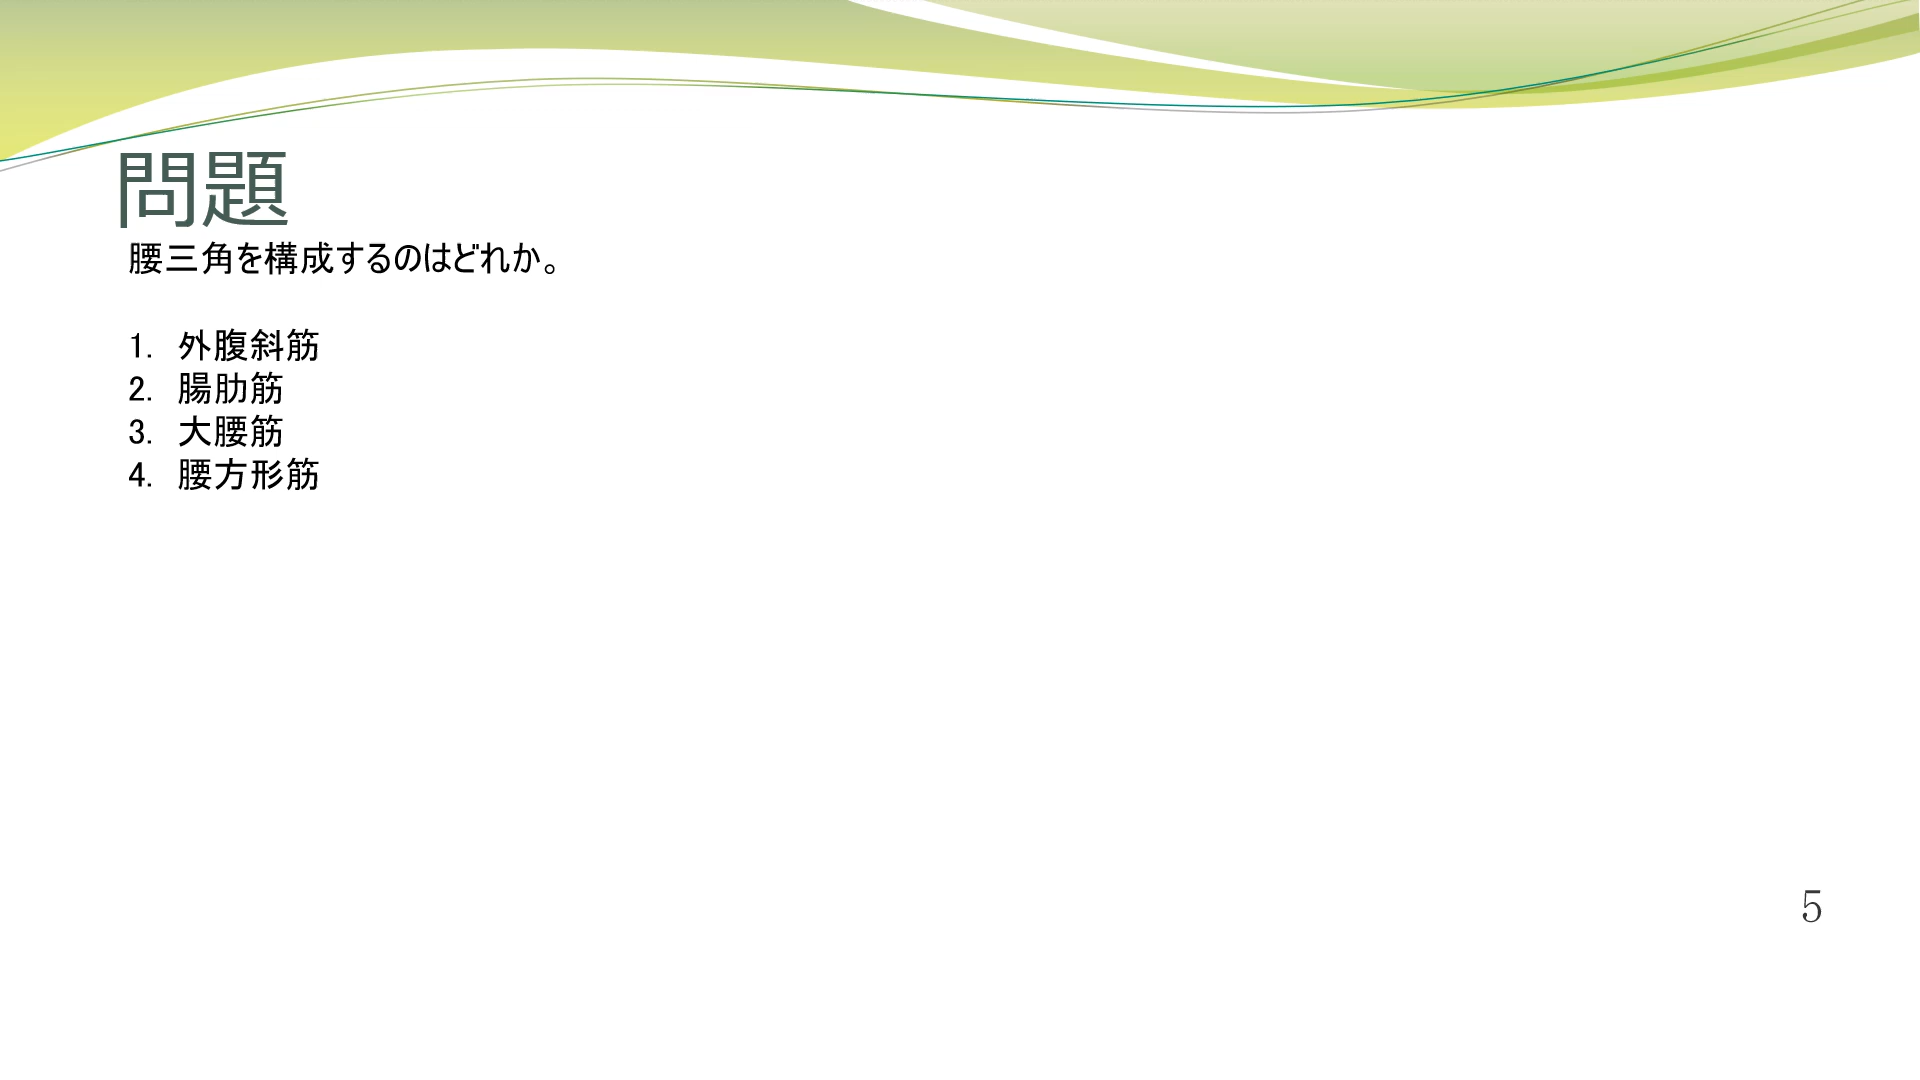 問題
腰三角を構成するのはどれか。
1. 外腹斜筋
2. 腸肋筋
3. 大腰筋
4. 腰方形筋
5